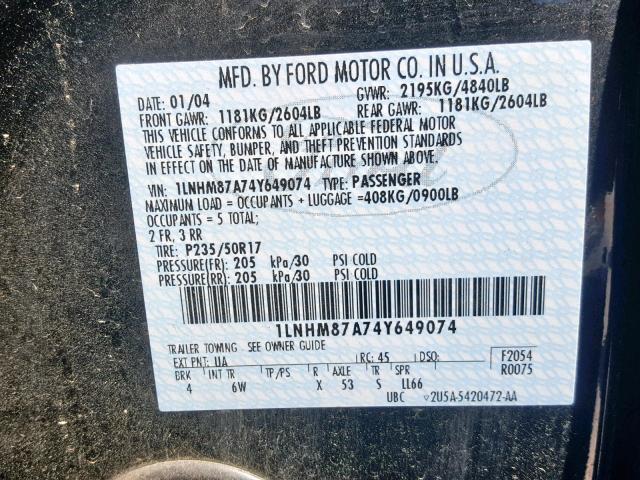 MFD. BY FORD MOTOR CO. IN U.S.A.
DATE: 01/04 GVWR: 2195KG/4840LB
FRONT GAWR: 1181KG/2604LB REAR GAWR: 1181KG/2604LB
THIS VEHICLE CONFORMS TO ALL APPLICABLE FEDERAL MOTOR
VEHICLE SAFETY, BUMPER, AND THEFT PREVENTION STANDARDS
IN EFFECT ON THE DATE OF MANUFACTURE SHOWN ABOVE.
VIN: 1LNHM87A74Y649074 TYPE: PASSENGER
MAXIMUM LOAD = OCCUPANTS + LUGGAGE =408KG/0900LB
OCCUPANTS = 5 TOTAL;
2 FR, 3 RR
TIRE: P235/50R17
PRESSURE(FR): 205 kPa/30 PSI COLD
PRESSURE(RR): 205 kPa/30 PSI COLD
1LNHM87A74Y649074
TRAILER TOWING - SEE OWNER GUIDE
EXT PNT: UA RC: 45 DSO: F2054
BRK INT TR TP/PS R AXLE TR SPR R0075
4 6W X 53 S LL66
UBC 2U5A-5420472-AA